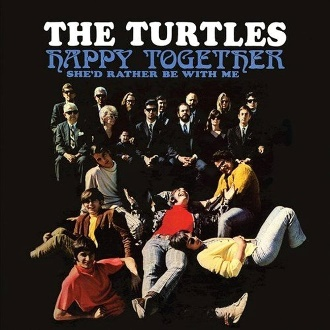 THE TURTLES
HAPPY TOGETHER
SHE'D RATHER BE WITH ME